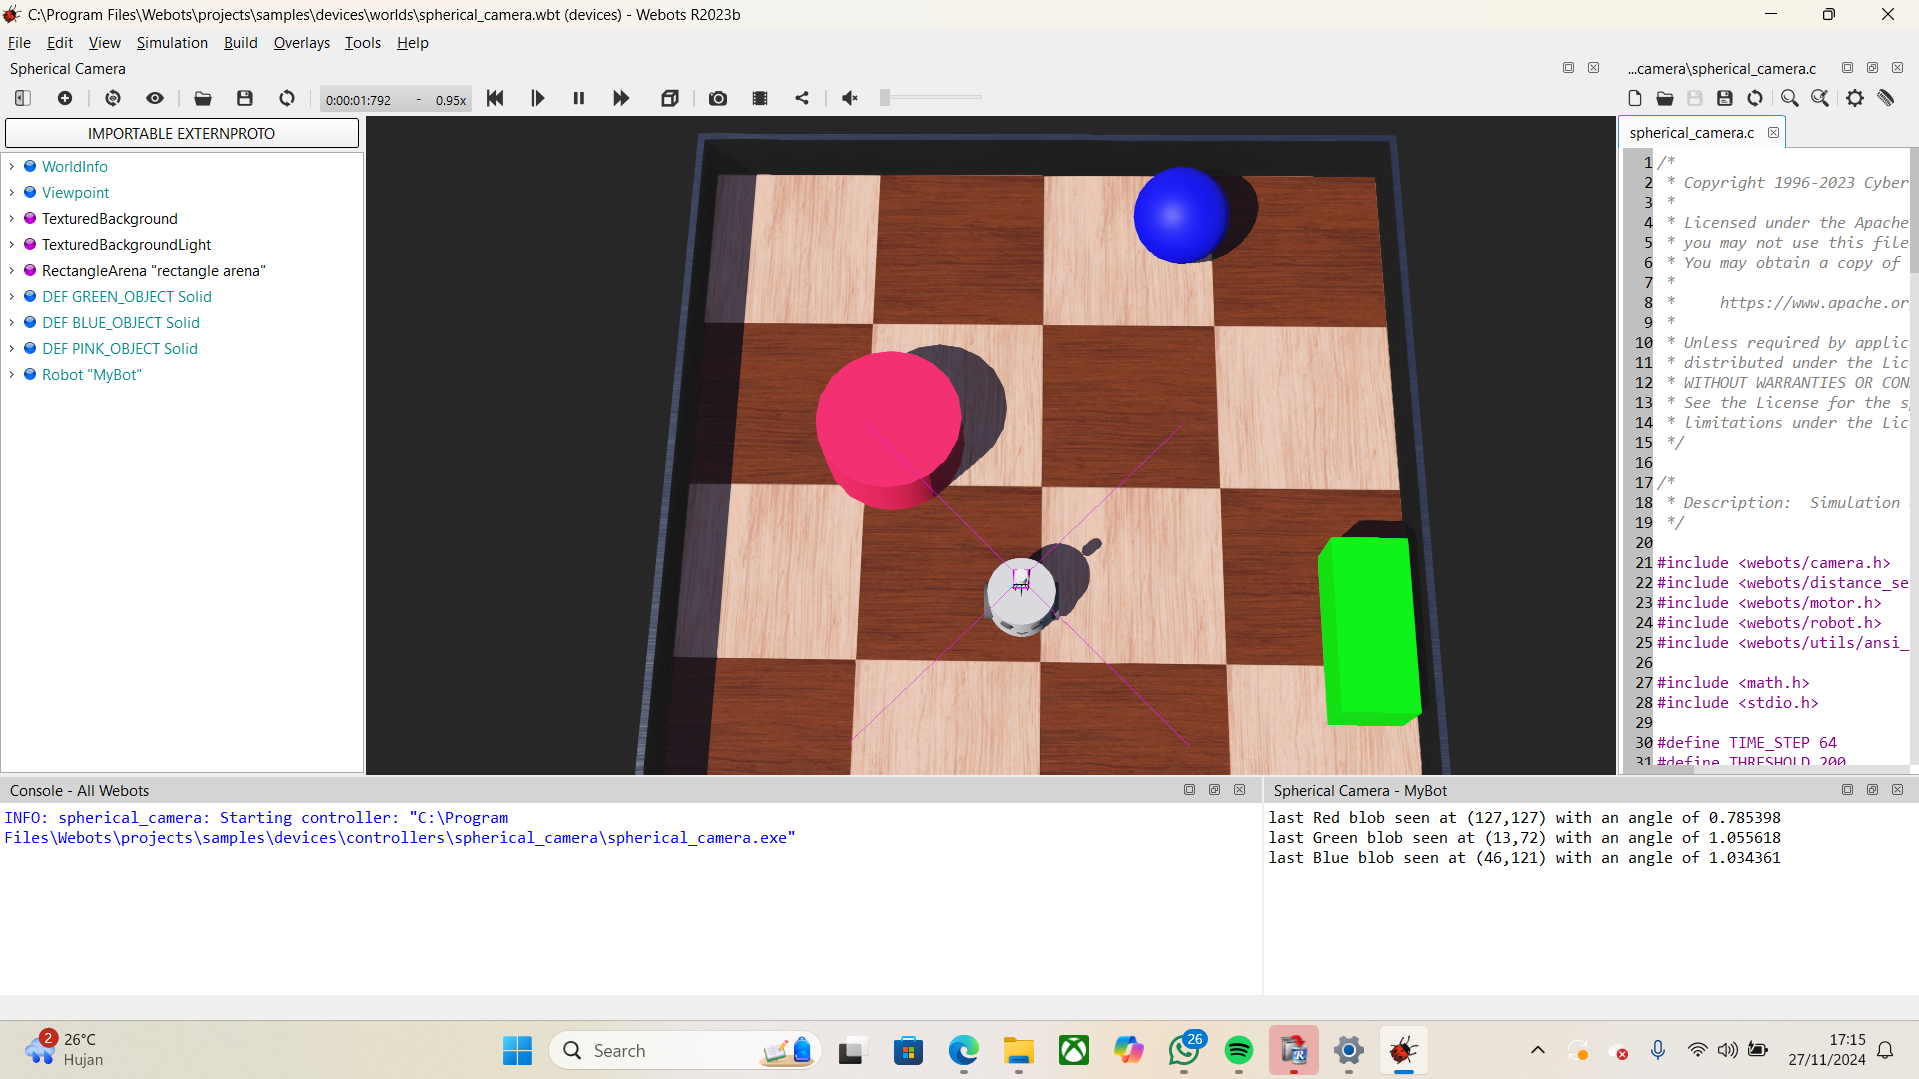 C:\Program Files\Webots\projects\samples\devices\worlds\spherical_camera.wbt (devices) - Webots R2023b
File Edit View Simulation Build Overlays Tools Help
Spherical Camera
...camera\spherical_camera.c
0:00:01:792 - 0.95x
IMPORTABLE EXTERNPROTO
WorldInfo
Viewpoint
TexturedBackground
TexturedBackgroundLight
RectangleArena "rectangle arena"
DEF GREEN_OBJECT Solid
DEF BLUE_OBJECT Solid
DEF PINK_OBJECT Solid
Robot "MyBot"
spherical_camera.c
1 /*
2 * Copyright 1996-2023 Cyber
3 *
4 * Licensed under the Apache
5 * you may not use this file
6 * You may obtain a copy of
7 *
8 * https://www.apache.or
9 *
10 * Unless required by applic
11 * distributed under the Lic
12 * WITHOUT WARRANTIES OR CON
13 * See the License for the s
14 * limitations under the Lic
15 */
16
17 /*
18 * Description: Simulation
19 */
20
21 #include <webots/camera.h>
22 #include <webots/distance_se
23 #include <webots/motor.h>
24 #include <webots/robot.h>
25 #include <webots/utils/ansi_
26
27 #include <math.h>
28 #include <stdio.h>
29
30 #define TIME_STEP 64
31 #define THRESHOLD 200
Console - All Webots
INFO: spherical_camera: Starting controller: "C:\Program
Files\Webots\projects\samples\devices\controllers\spherical_camera\spherical_camera.exe"
Spherical Camera - MyBot
last Red blob seen at (127,127) with an angle of 0.785398
last Green blob seen at (13,72) with an angle of 1.055618
last Blue blob seen at (46,121) with an angle of 1.034361
2
26°C
Hujan
Search
26
17:15
27/11/2024